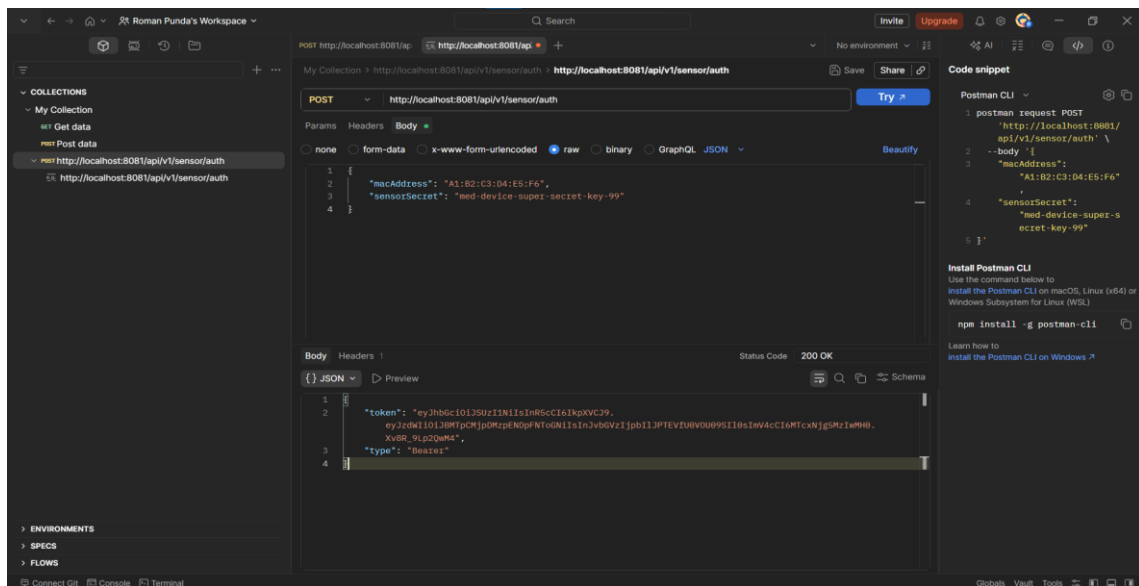 Roman Punda's Workspace
Search
Invite
Upgrade
POST http://localhost:8081/ap
http://localhost:8081/api
No environment
AI
My Collection > http://localhost:8081/api/v1/sensor/auth > http://localhost:8081/api/v1/sensor/auth
Save
Share
Code snippet
COLLECTIONS
My Collection
GET Get data
POST Post data
POST http://localhost:8081/api/v1/sensor/auth
http://localhost:8081/api/v1/sensor/auth
POST
http://localhost:8081/api/v1/sensor/auth
Try
Params Headers Body
none form-data x-www-form-urlencoded raw binary GraphQL JSON
Beautify
1 {
2 "macAddress": "A1:B2:C3:D4:E5:F6",
3 "sensorSecret": "med-device-super-secret-key-99"
4 }
Postman CLI
1 postman request POST
'http://localhost:8081/
api/v1/sensor/auth' \
2 --body '{
3 "macAddress":
"A1:B2:C3:D4:E5:F6"
,
4 "sensorSecret":
"med-device-super-s
ecret-key-99"
5 }'
Install Postman CLI
Use the command below to
install the Postman CLI on macOS, Linux (x64) or
Windows Subsystem for Linux (WSL)
npm install -g postman-cli
Learn how to
install the Postman CLI on Windows
Body Headers 1
Status Code 200 OK
{} JSON
Preview
Schema
1 {
2 "token": "eyJhbGciOiJSUzI1NiIsInR5cCI6IkpXVCJ9.
Xv8R_9Lp2QwM4",
3 "type": "Bearer"
4 }
ENVIRONMENTS
SPECS
FLOWS
Connect Git
Console
Terminal
Globals
Vault
Tools